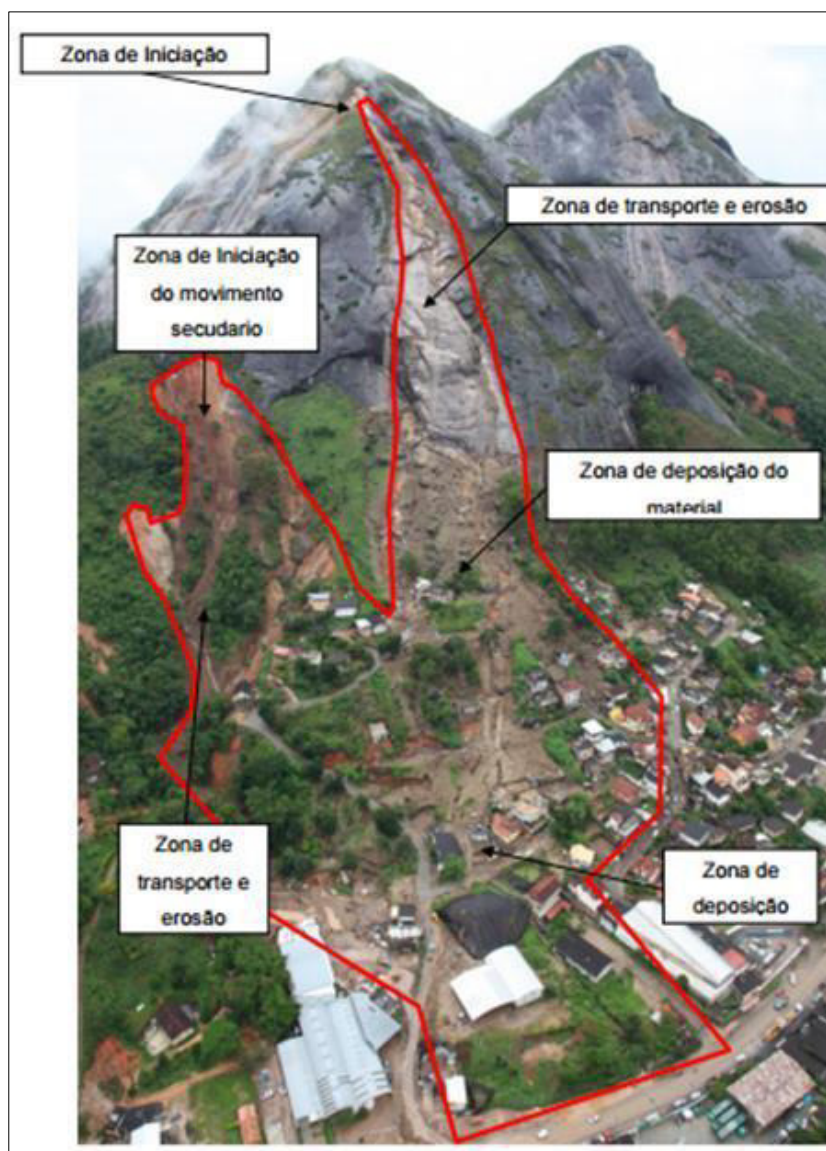 Zona de Iniciação
Zona de transporte e erosão
Zona de Iniciação
do movimento
secudario
Zona de deposição do
material
Zona de
transporte e
erosão
Zona de
deposição